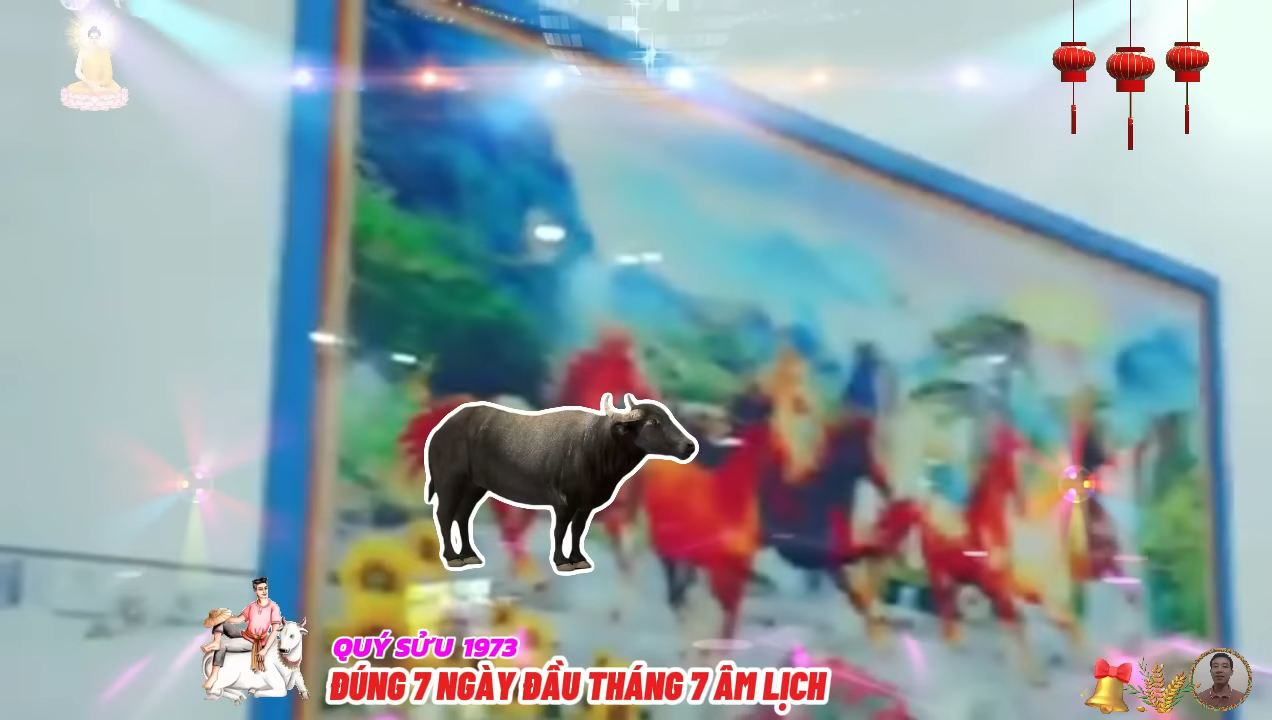 QUÝ SỬU 1973
ĐÚNG 7 NGÀY ĐẦU THÁNG 7 ÂM LỊCH